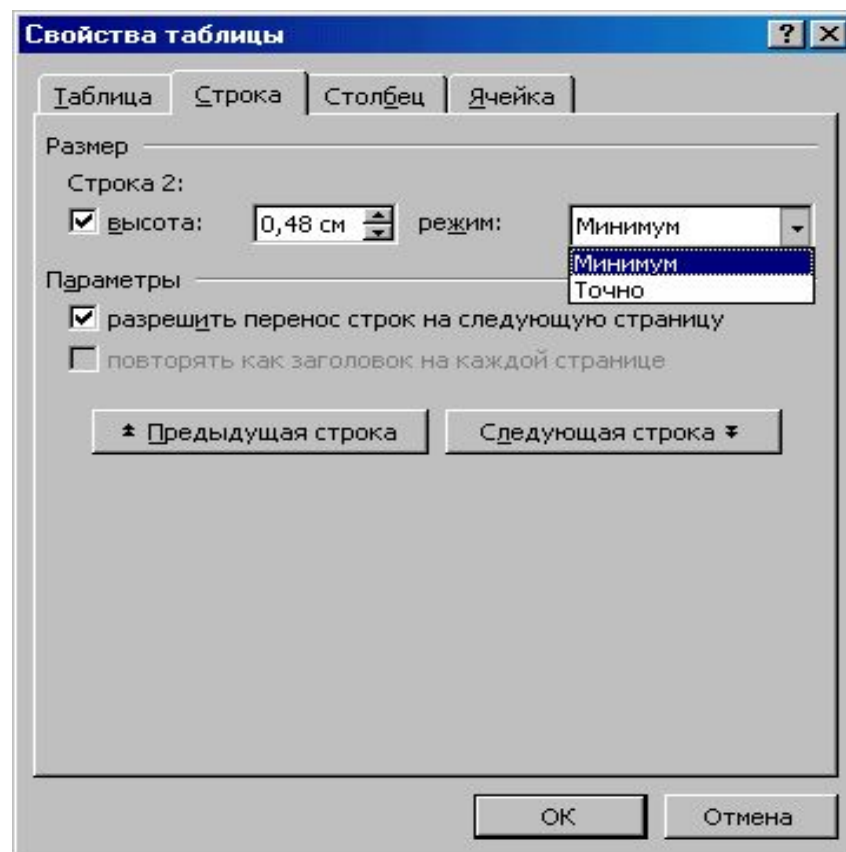 Свойства таблицы
Таблица Строка Столбец Ячейка
Размер
Строка 2:
высота: 0,48 см режим: Минимум
Минимум
Точно
Параметры
разрешить перенос строк на следующую страницу
повторять как заголовок на каждой странице
Предыдущая строка Следующая строка
ОК Отмена